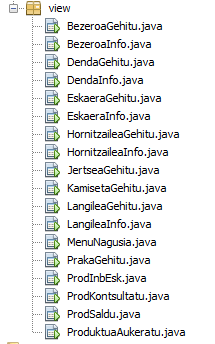 view
BezeroaGehitu.java
BezeroaInfo.java
DendaGehitu.java
DendaInfo.java
EskaeraGehitu.java
EskaeraInfo.java
HornitzaileaGehitu.java
HornitzaileaInfo.java
JertseaGehitu.java
KamisetaGehitu.java
LangileaGehitu.java
LangileaInfo.java
MenuNagusia.java
PrakaGehitu.java
ProdInbEsk.java
ProdKontsultatu.java
ProdSaldu.java
ProduktuaAukeratu.java